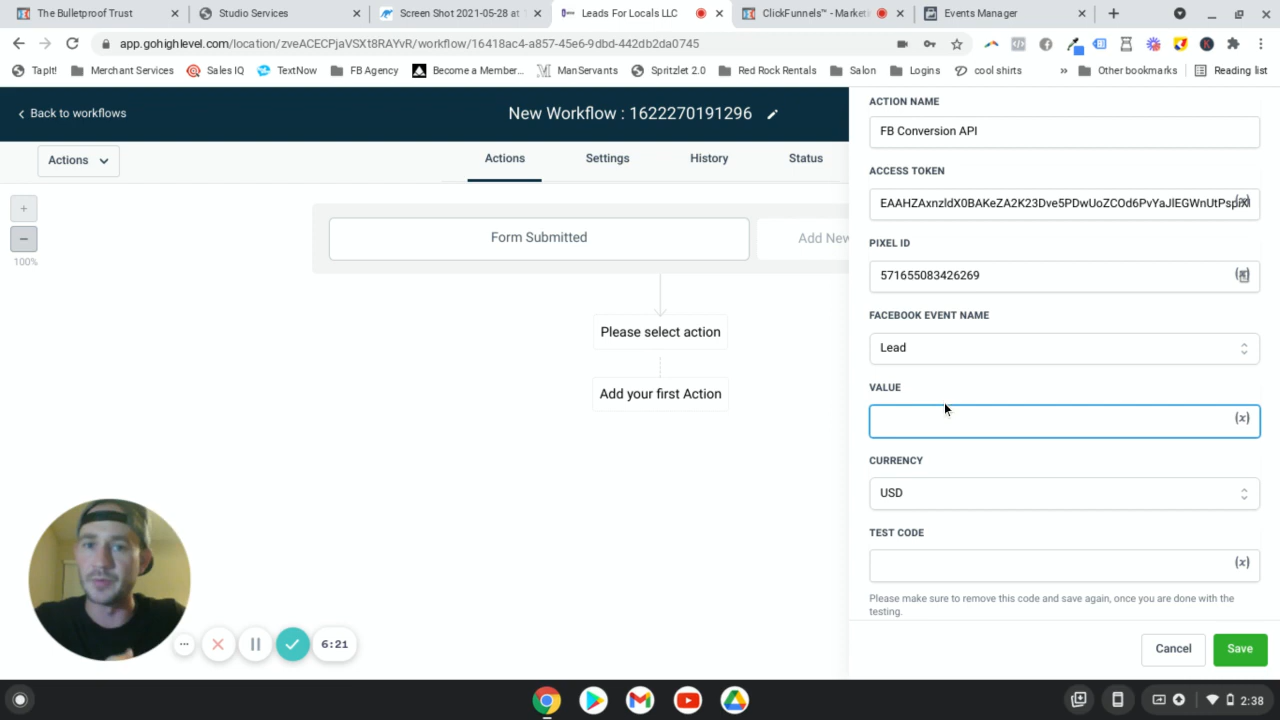 The Bulletproof Trust
Studio Services
Screen Shot 2021-05-28 at
Leads For Locals LLC
ClickFunnels™ - Market
Events Manager
app.gohighlevel.com/location/zveACECPjaVSXt8RAYvR/workflow/16418ac4-a857-45e6-9dbd-442db2da0745
TapIt!
Merchant Services
Sales IQ
TextNow
FB Agency
Become a Member...
ManServants
Spritzlet 2.0
Red Rock Rentals
Salon
Logins
cool shirts
»
Other bookmarks
Reading list
Back to workflows
New Workflow : 1622270191296
Actions
Actions
Settings
History
Status
100%
Form Submitted
Add New
Please select action
Add your first Action
ACTION NAME
FB Conversion API
ACCESS TOKEN
PIXEL ID
571655083426269
FACEBOOK EVENT NAME
Lead
VALUE
(x)
CURRENCY
USD
TEST CODE
(x)
Please make sure to remove this code and save again, once you are done with the
testing.
Cancel
Save
6:21
2:38